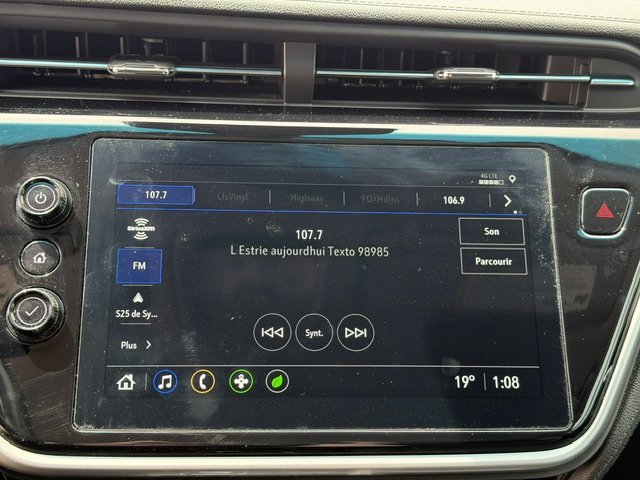 4G LTE
107.7
ClsVinyl
Highway
FOXHdlns
106.9
SiriusXM
107.7
L Estrie aujourdhui Texto 98985
Son
FM
Parcourir
S25 de Sy...
Synt.
Plus
19° 1:08